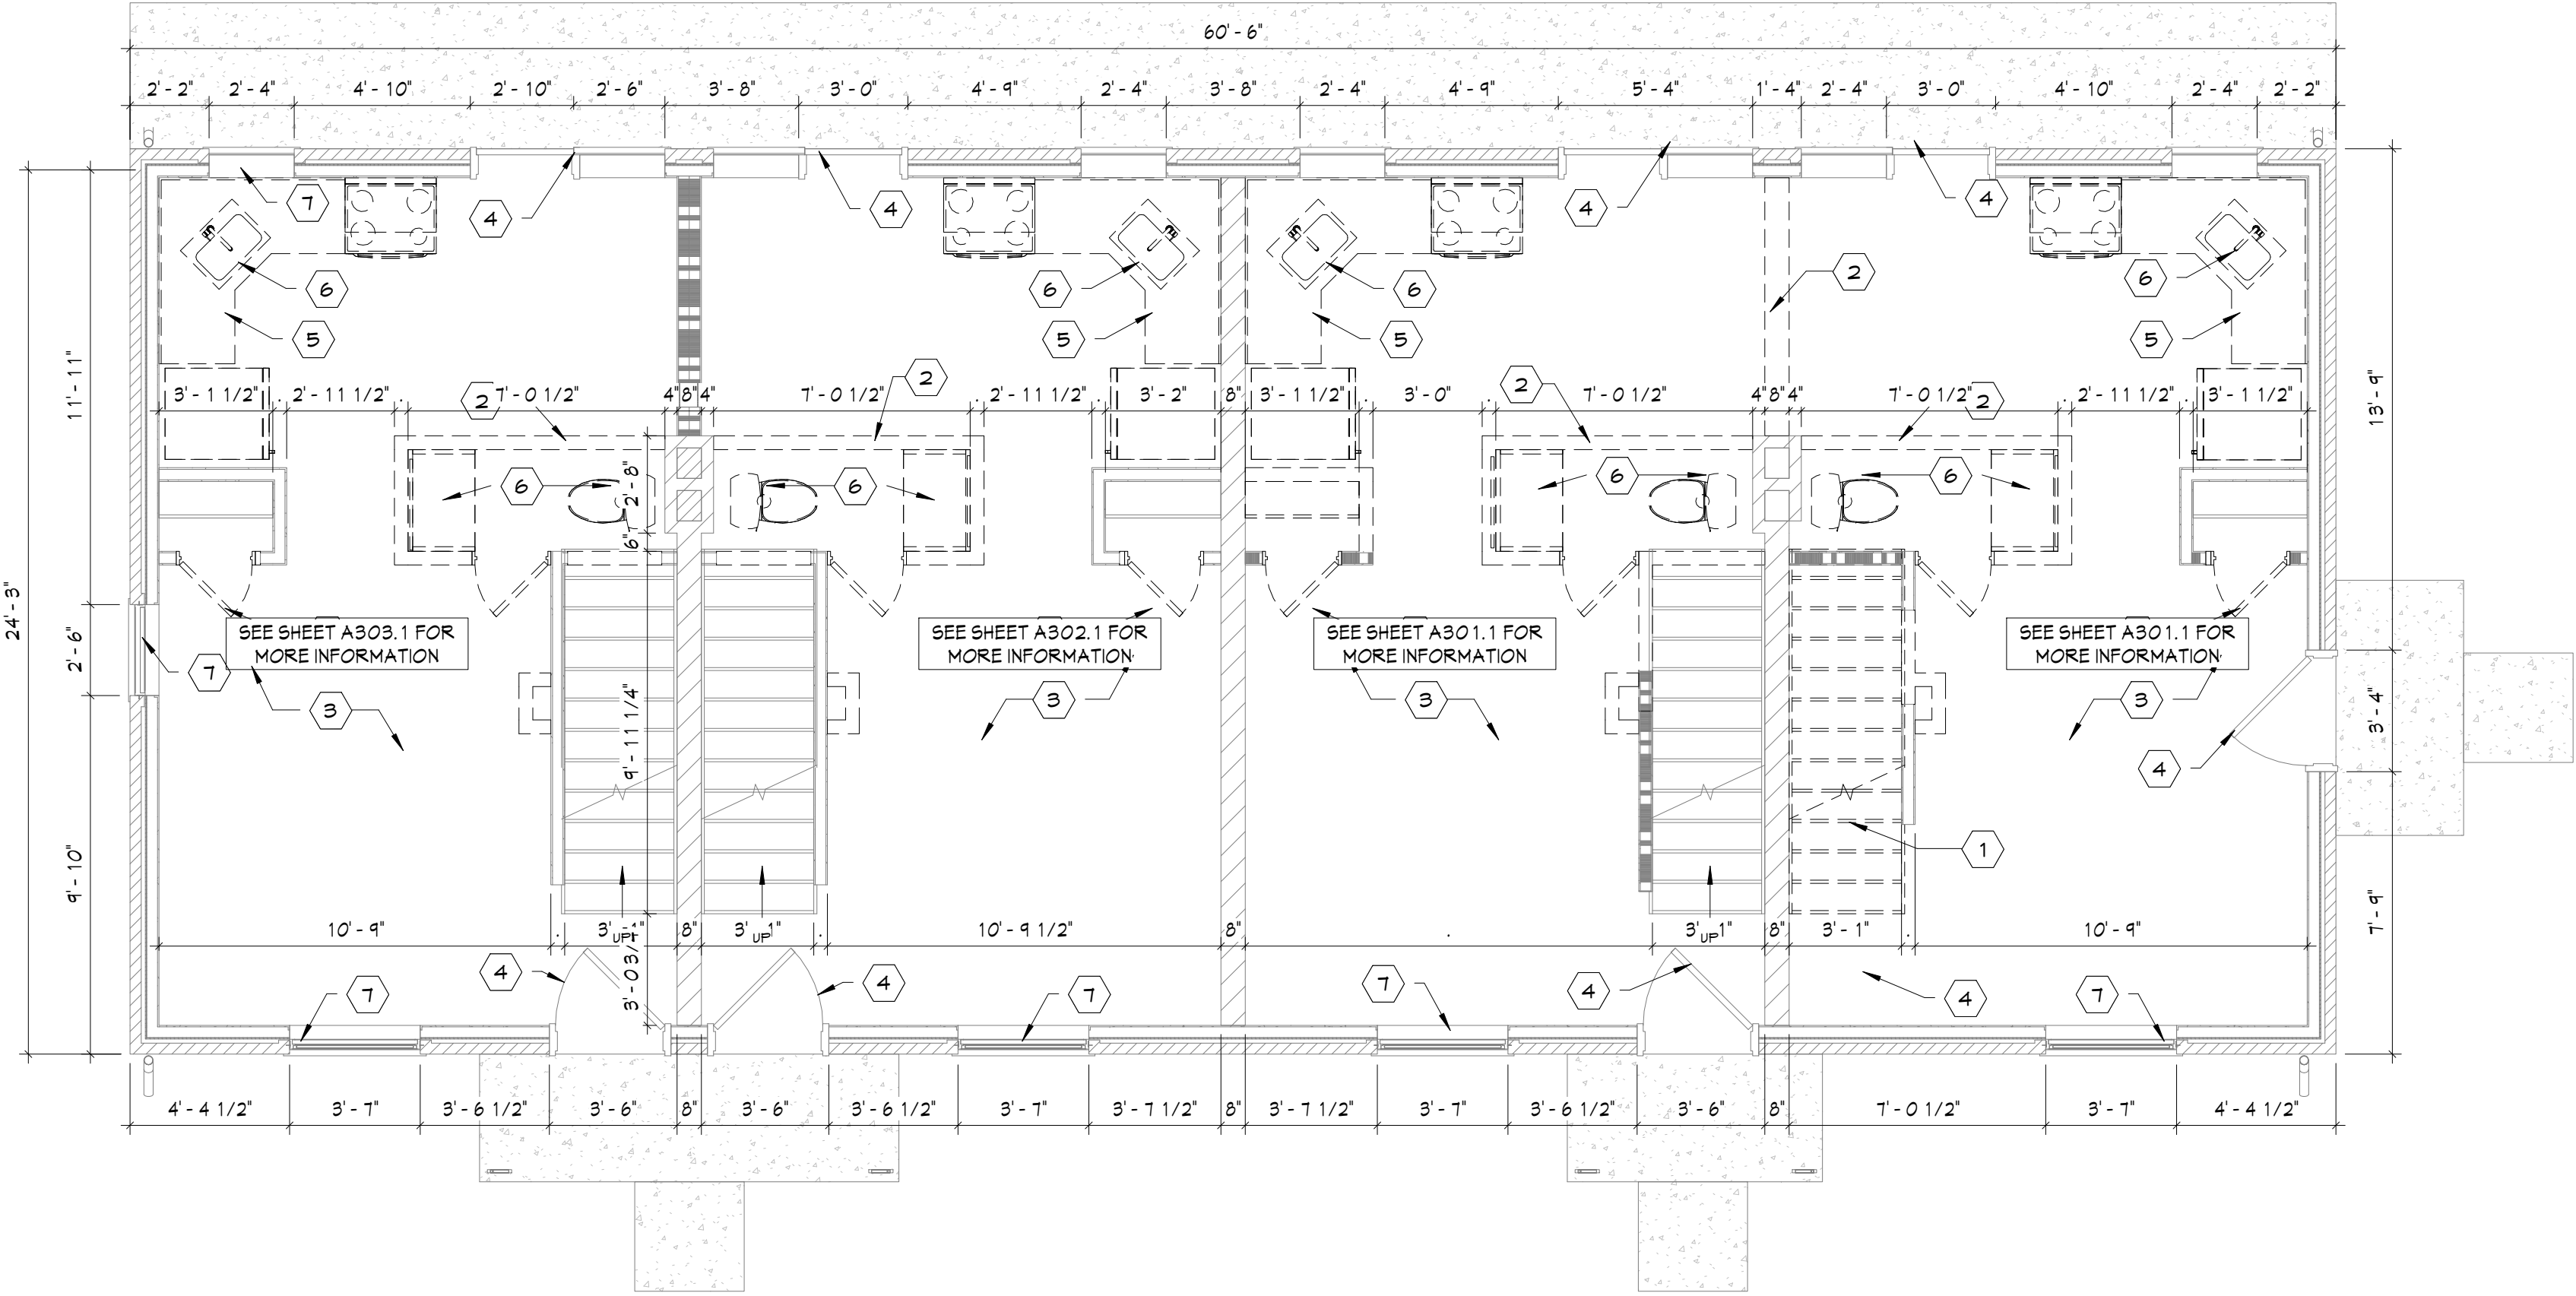 60'-6"
2'-2" 2'-4" 4'-10" 2'-10" 2'-6" 3'-8" 3'-0" 4'-9" 2'-4" 3'-8" 2'-4" 4'-9" 5'-4" 1'-4" 2'-4" 3'-0" 4'-10" 2'-4" 2'-2"
7 4 4 4 4
2
6 6 6 6
5 5 5 5
2 2
3'-1 1/2" 2'-11 1/2" 2 7'-0 1/2" 4" 8" 4" 7'-0 1/2" 2'-11 1/2" 3'-2" 8" 3'-1 1/2" 3'-0" 7'-0 1/2" 4" 8" 4" 7'-0 1/2" 2 2'-11 1/2" 3'-1 1/2"
6 6 6 6
24'-3"
11'-11"
2'-6"
9'-10"
2'-8"
6"
9'-11 1/4"
3'-0 3/4"
13'-9"
3'-4"
7'-9"
SEE SHEET A303.1 FOR
MORE INFORMATION
SEE SHEET A302.1 FOR
MORE INFORMATION
SEE SHEET A301.1 FOR
MORE INFORMATION
SEE SHEET A301.1 FOR
MORE INFORMATION
7
3 3 3 3
4
1
10'-9" 3'-1" 8" 3'-1" 10'-9 1/2" 8" 3'-1" 8" 3'-1" 10'-9"
UP UP UP
4 4 4 4
7 7 7 7
4'-4 1/2" 3'-7" 3'-6 1/2" 3'-6" 8" 3'-6" 3'-6 1/2" 3'-7" 3'-7 1/2" 8" 3'-7 1/2" 3'-7" 3'-6 1/2" 3'-6" 8" 7'-0 1/2" 3'-7" 4'-4 1/2"